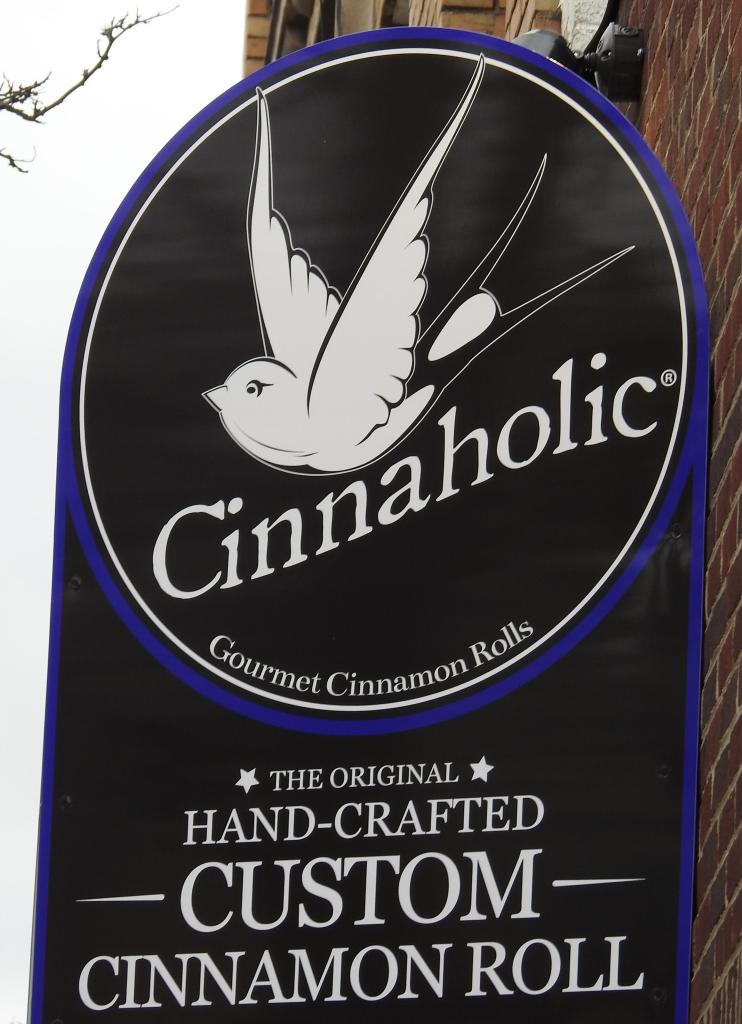 Cinnaholic®
Gourmet Cinnamon Rolls
THE ORIGINAL
HAND-CRAFTED
CUSTOM
CINNAMON ROLL